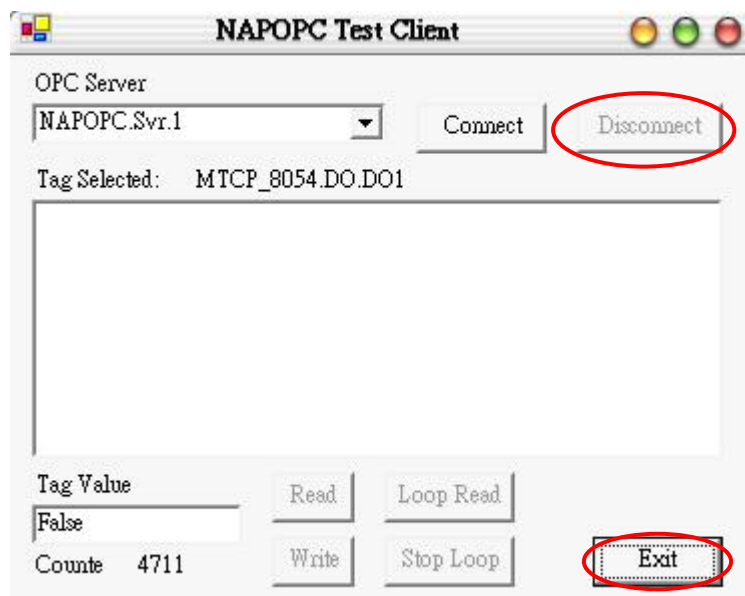 NAPOPC Test Client
OPC Server
NAPOPC.Svr.1
Connect
Disconnect
Tag Selected: MTCP_8054.DO.DO1
Tag Value
Read
Loop Read
False
Counte 4711
Write
Stop Loop
Exit